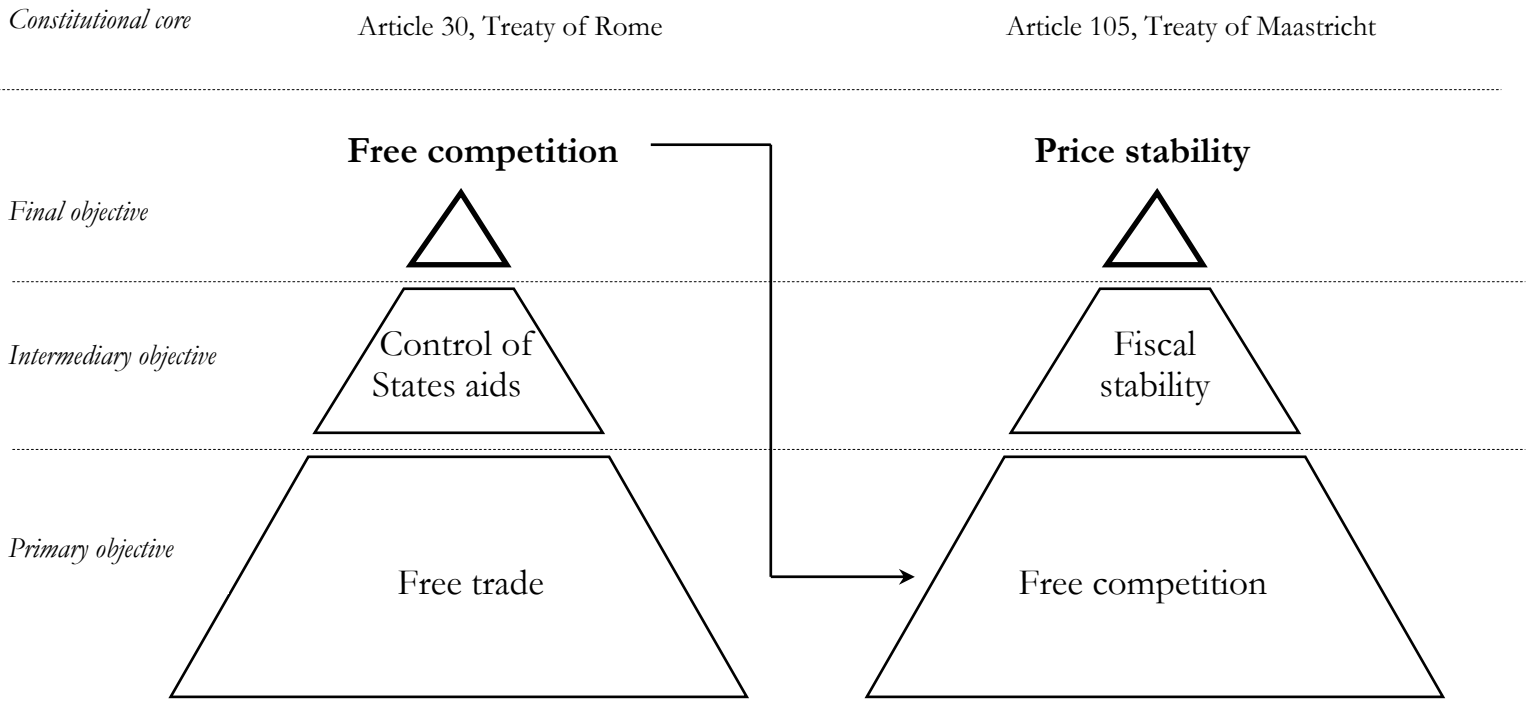 Constitutional core
Article 30, Treaty of Rome
Article 105, Treaty of Maastricht
Free competition
Price stability
Final objective
Intermediary objective
Control of
States aids
Fiscal
stability
Primary objective
Free trade
Free competition